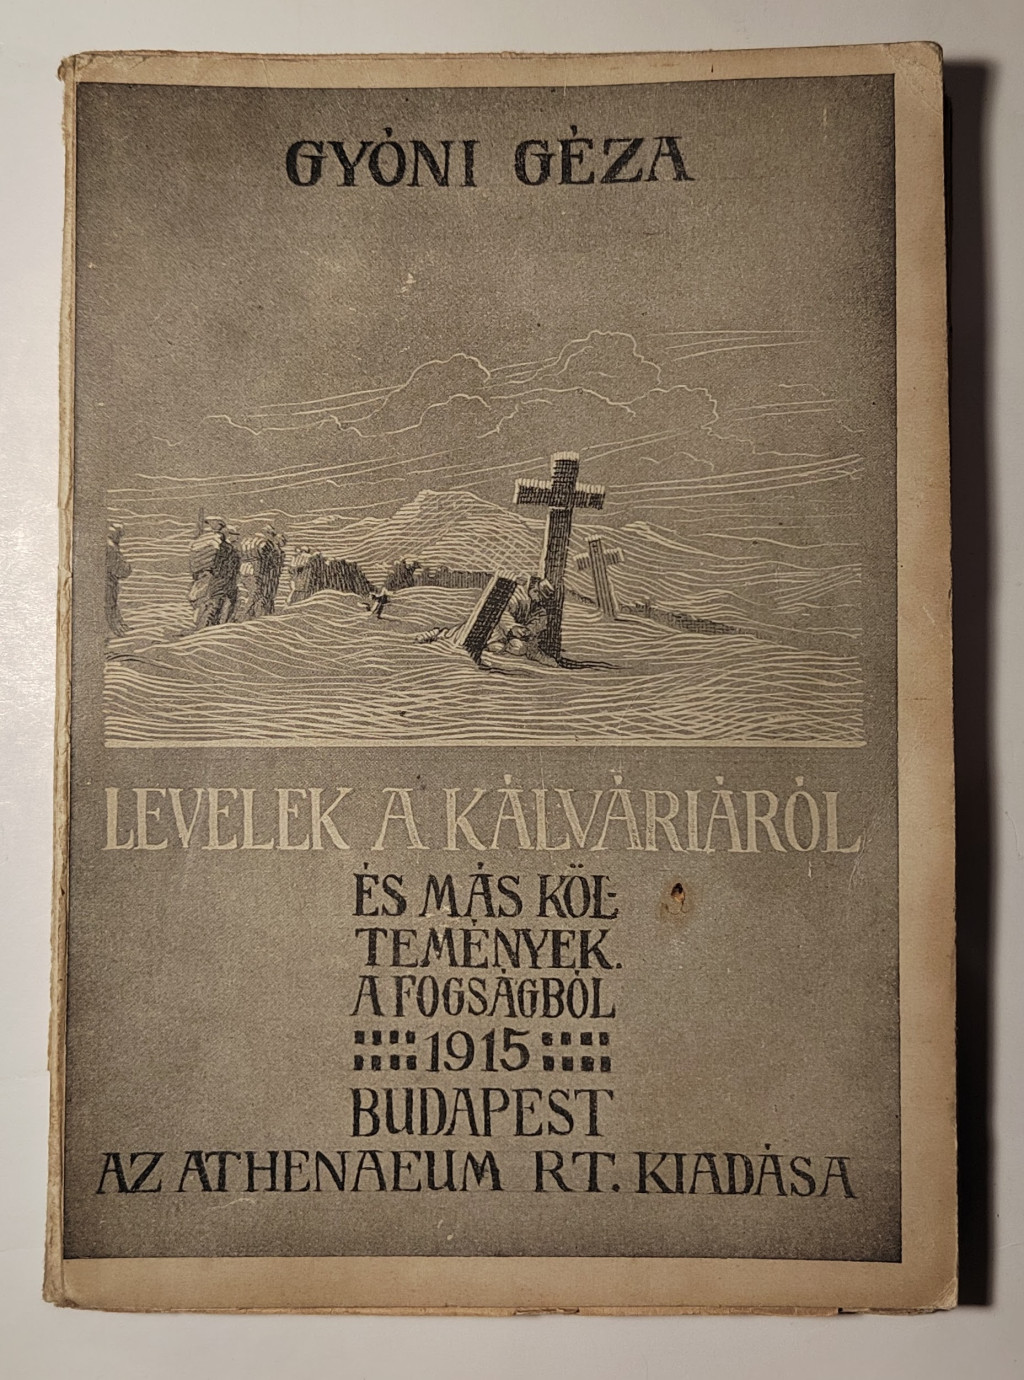 GYÓNI GÉZA
LEVELEK A KÁLVÁRIÁRÓL
ÉS MÁS KÖL-
TEMÉNYEK.
A FOGSÁGBÓL
1915
BUDAPEST
AZ ATHENAEUM RT. KIADÁSA